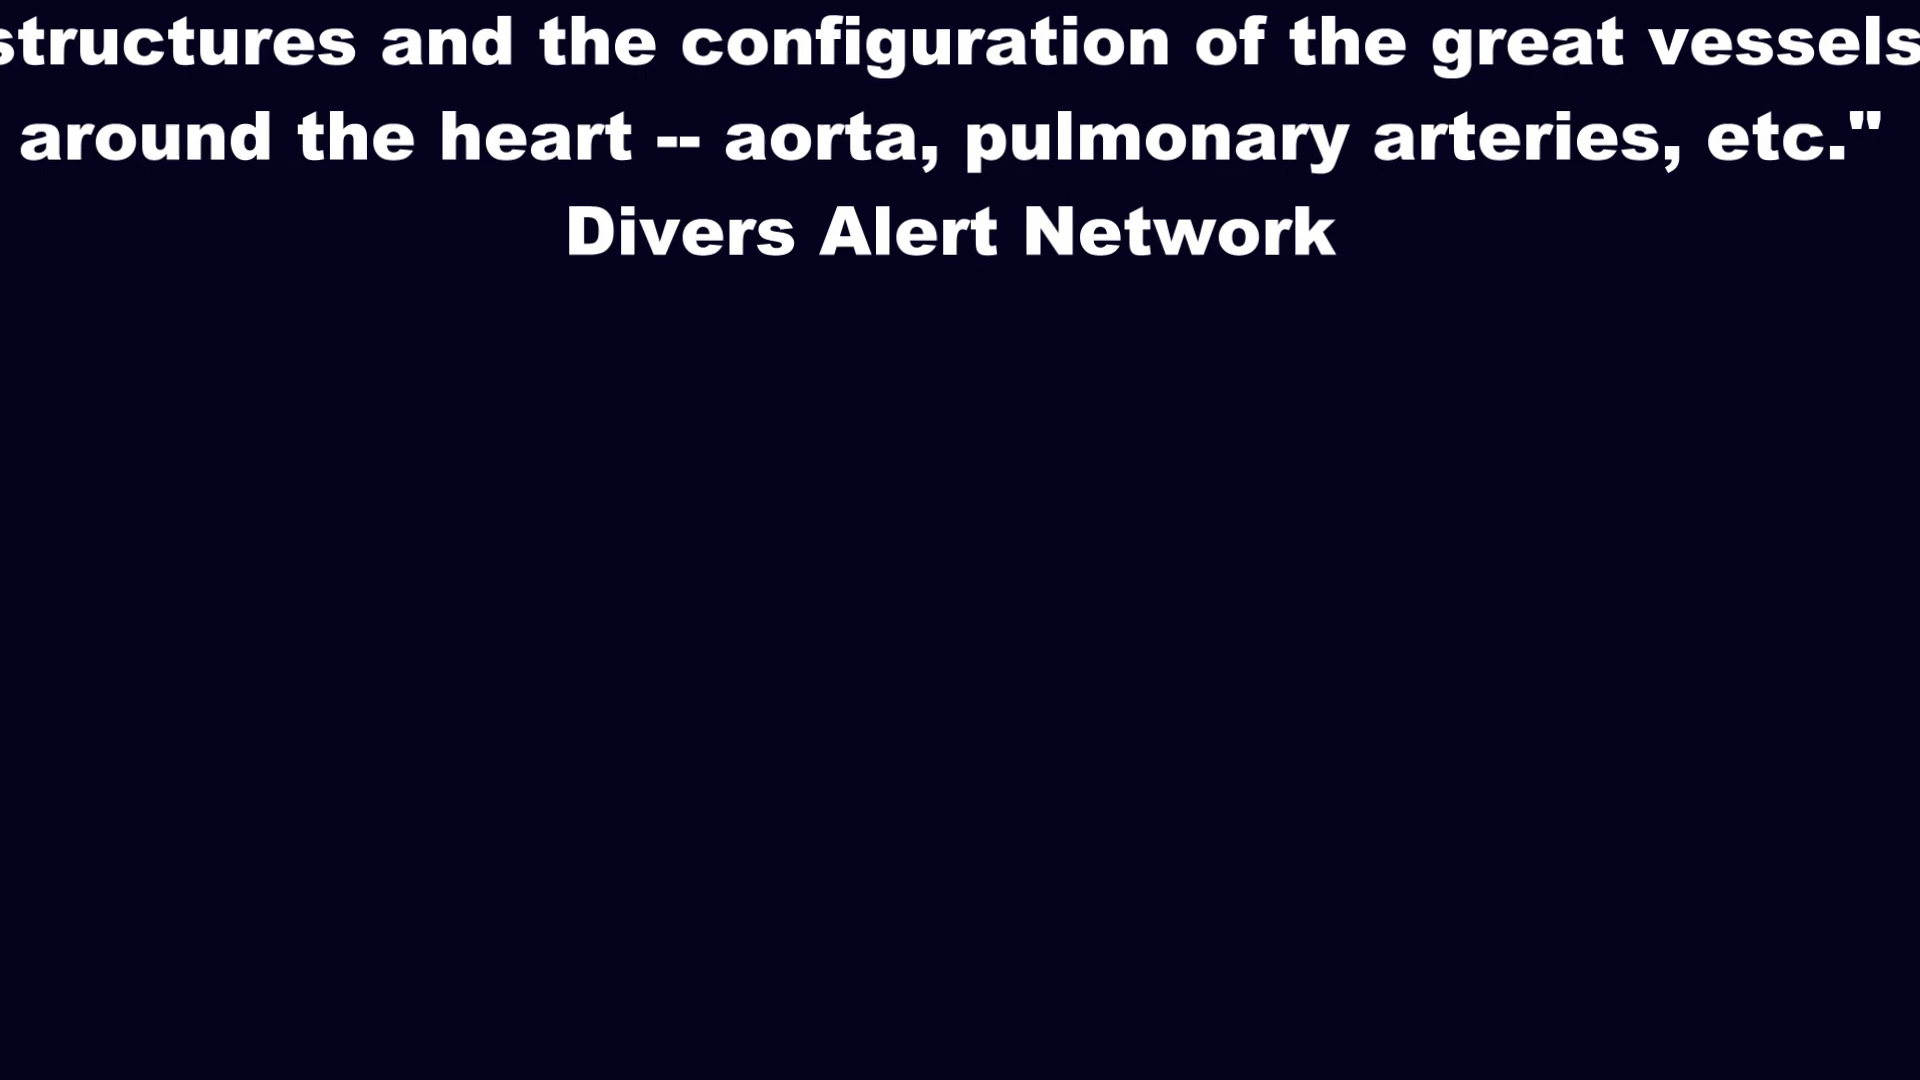 structures and the configuration of the great vessels
around the heart -- aorta, pulmonary arteries, etc."
Divers Alert Network